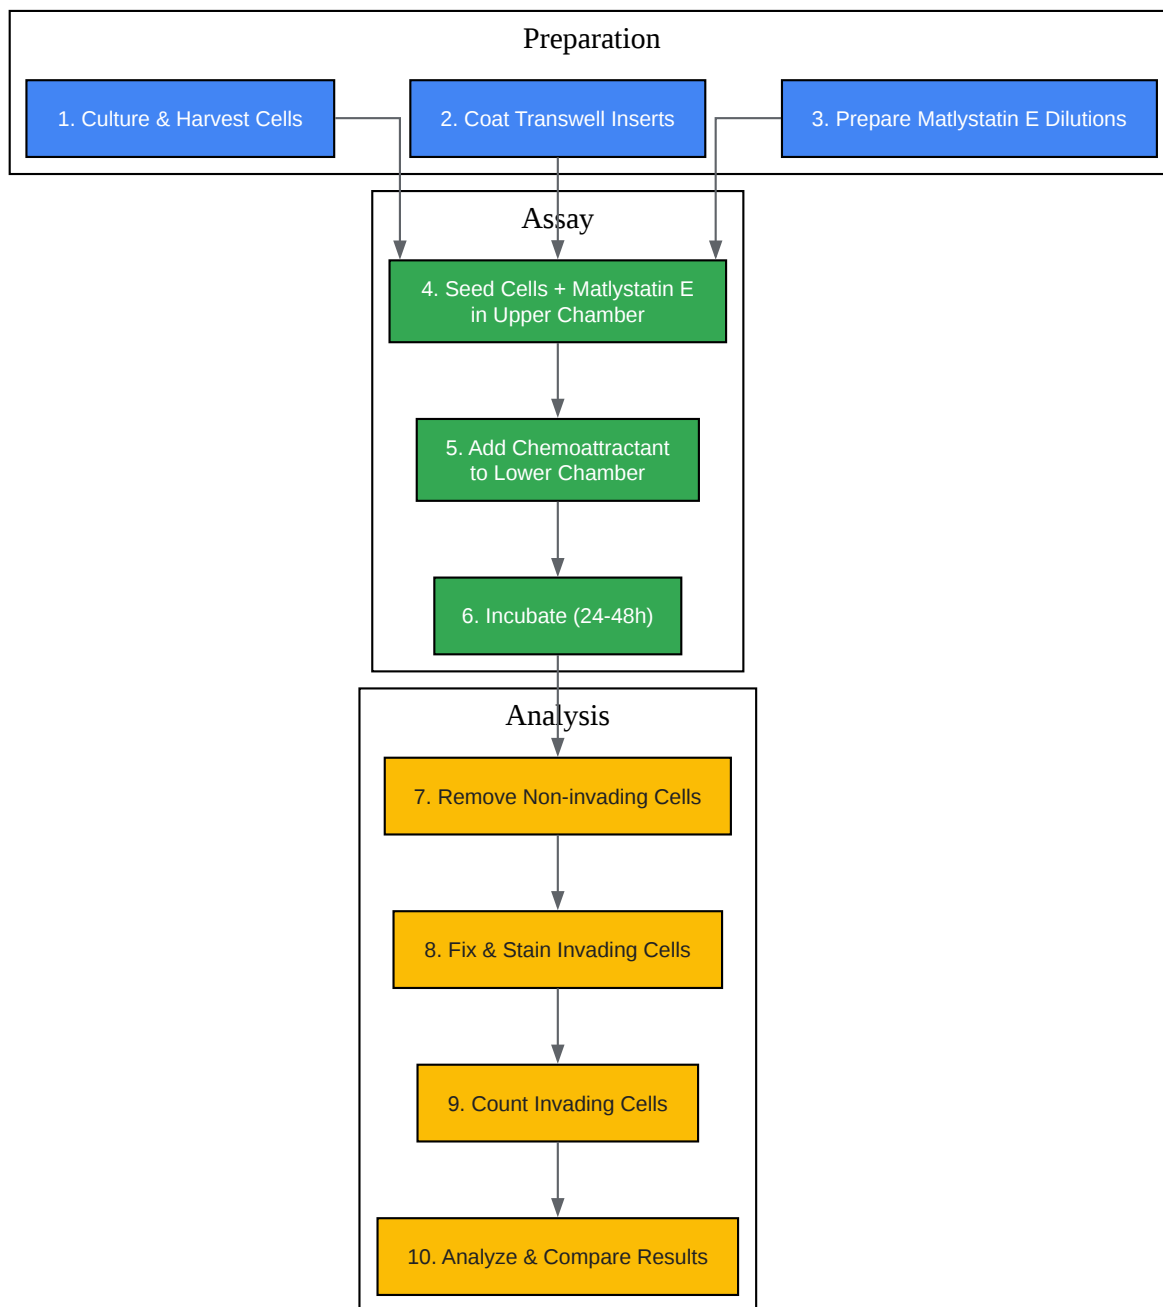 Preparation
1. Culture & Harvest Cells
2. Coat Transwell Inserts
3. Prepare Matlystatin E Dilutions
Assay
4. Seed Cells + Matlystatin E
in Upper Chamber
5. Add Chemoattractant
to Lower Chamber
6. Incubate (24-48h)
Analysis
7. Remove Non-invading Cells
8. Fix & Stain Invading Cells
9. Count Invading Cells
10. Analyze & Compare Results